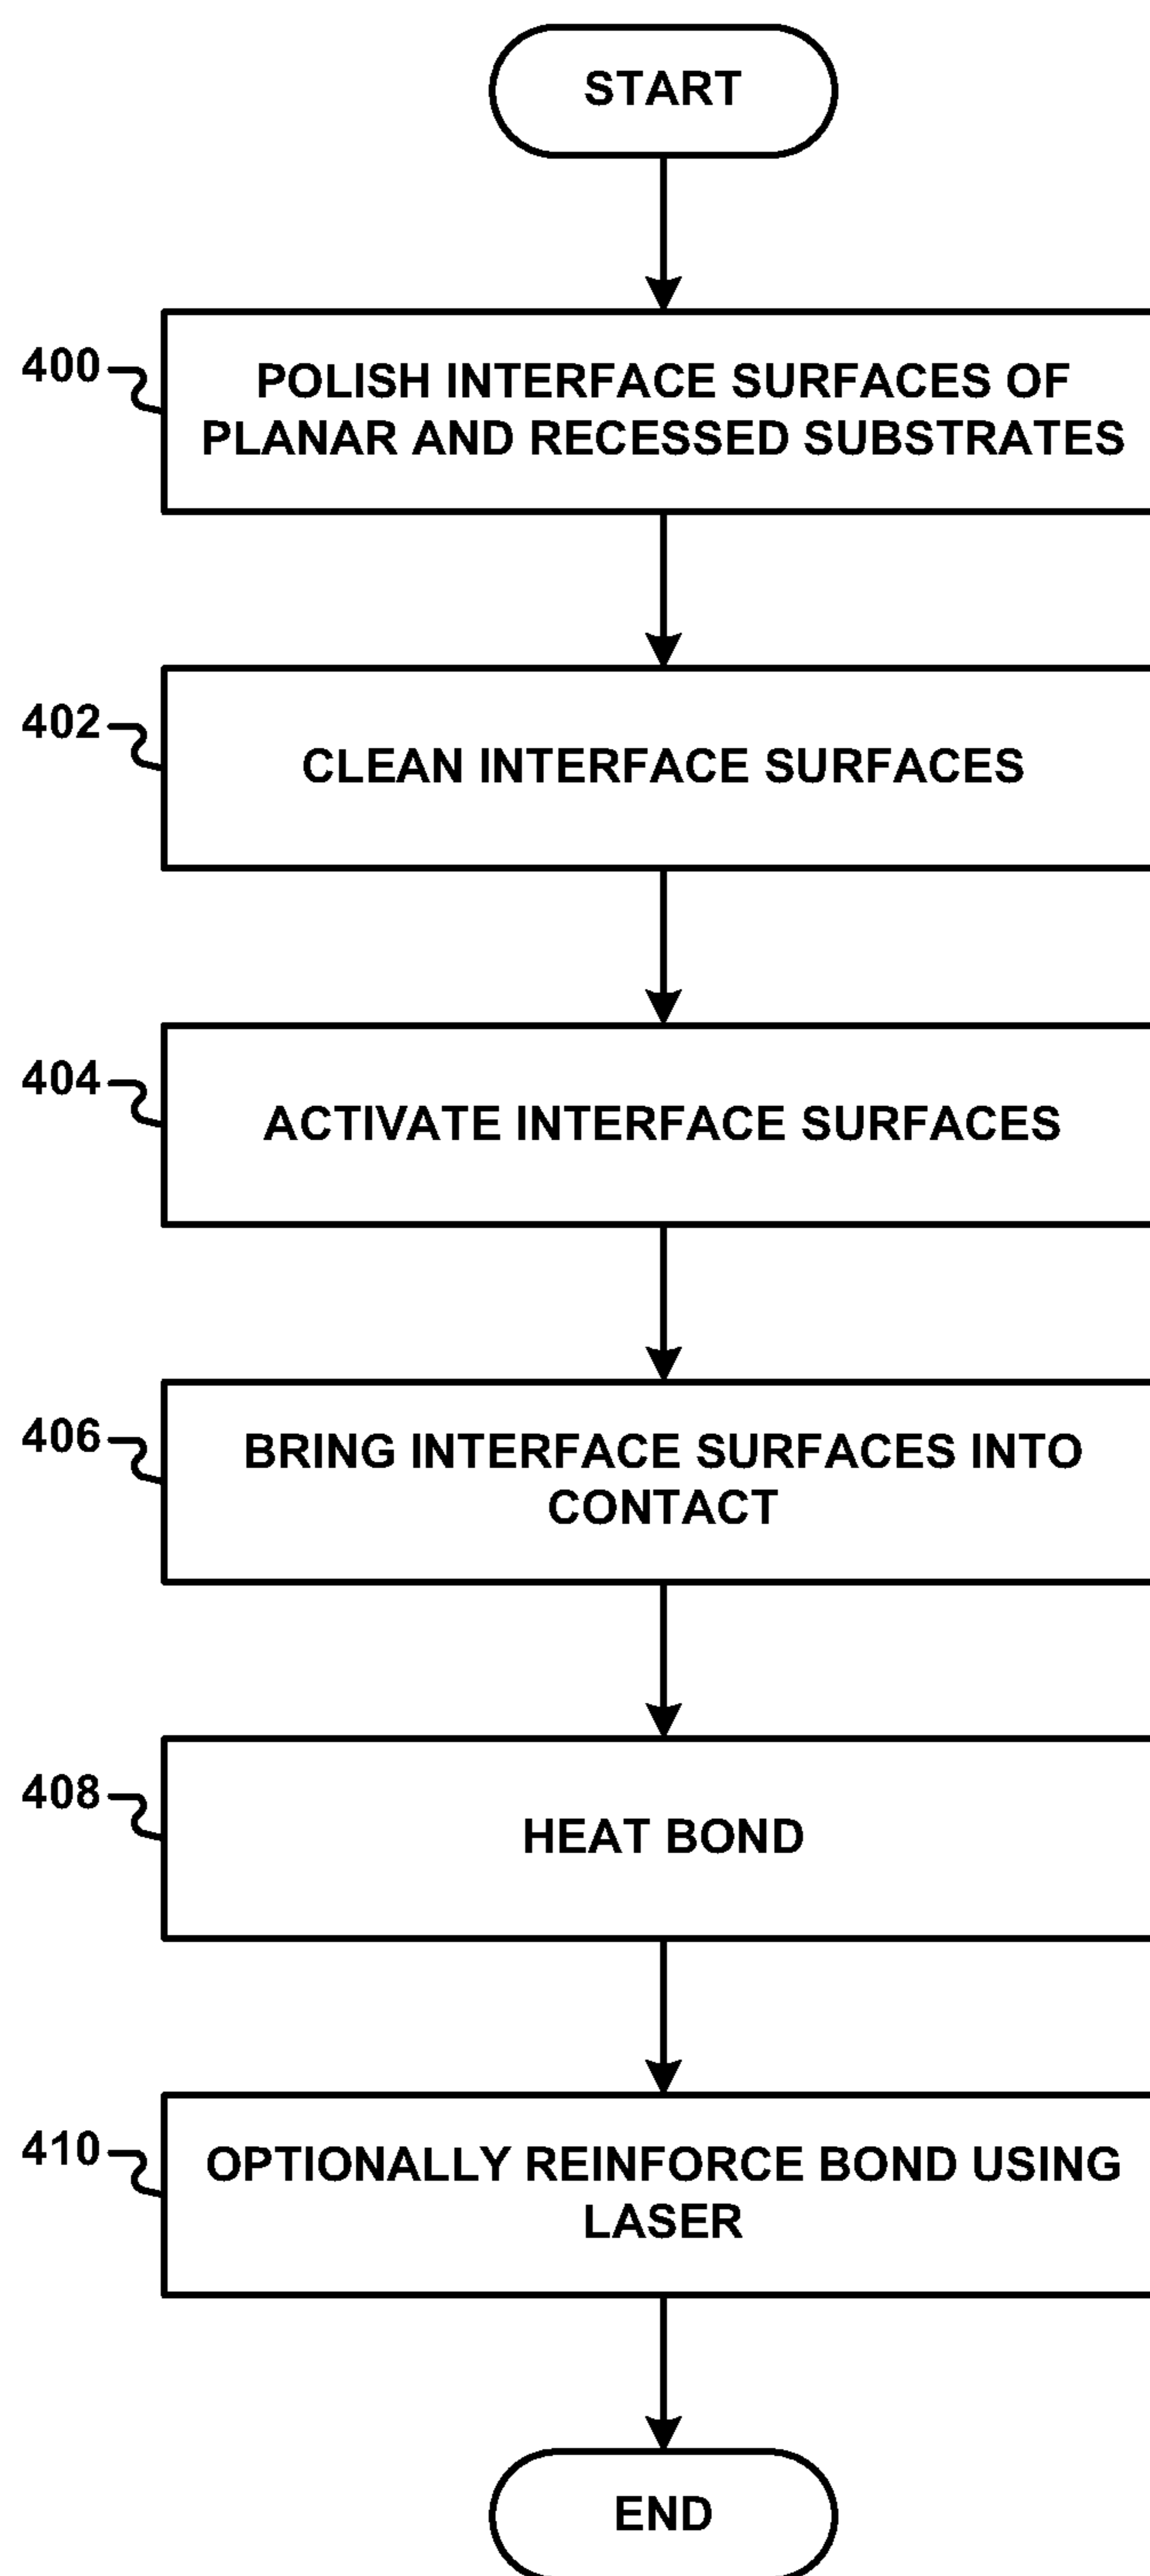 START
400
POLISH INTERFACE SURFACES OF
PLANAR AND RECESSED SUBSTRATES
402
CLEAN INTERFACE SURFACES
404
ACTIVATE INTERFACE SURFACES
406
BRING INTERFACE SURFACES INTO
CONTACT
408
HEAT BOND
410
OPTIONALLY REINFORCE BOND USING
LASER
END